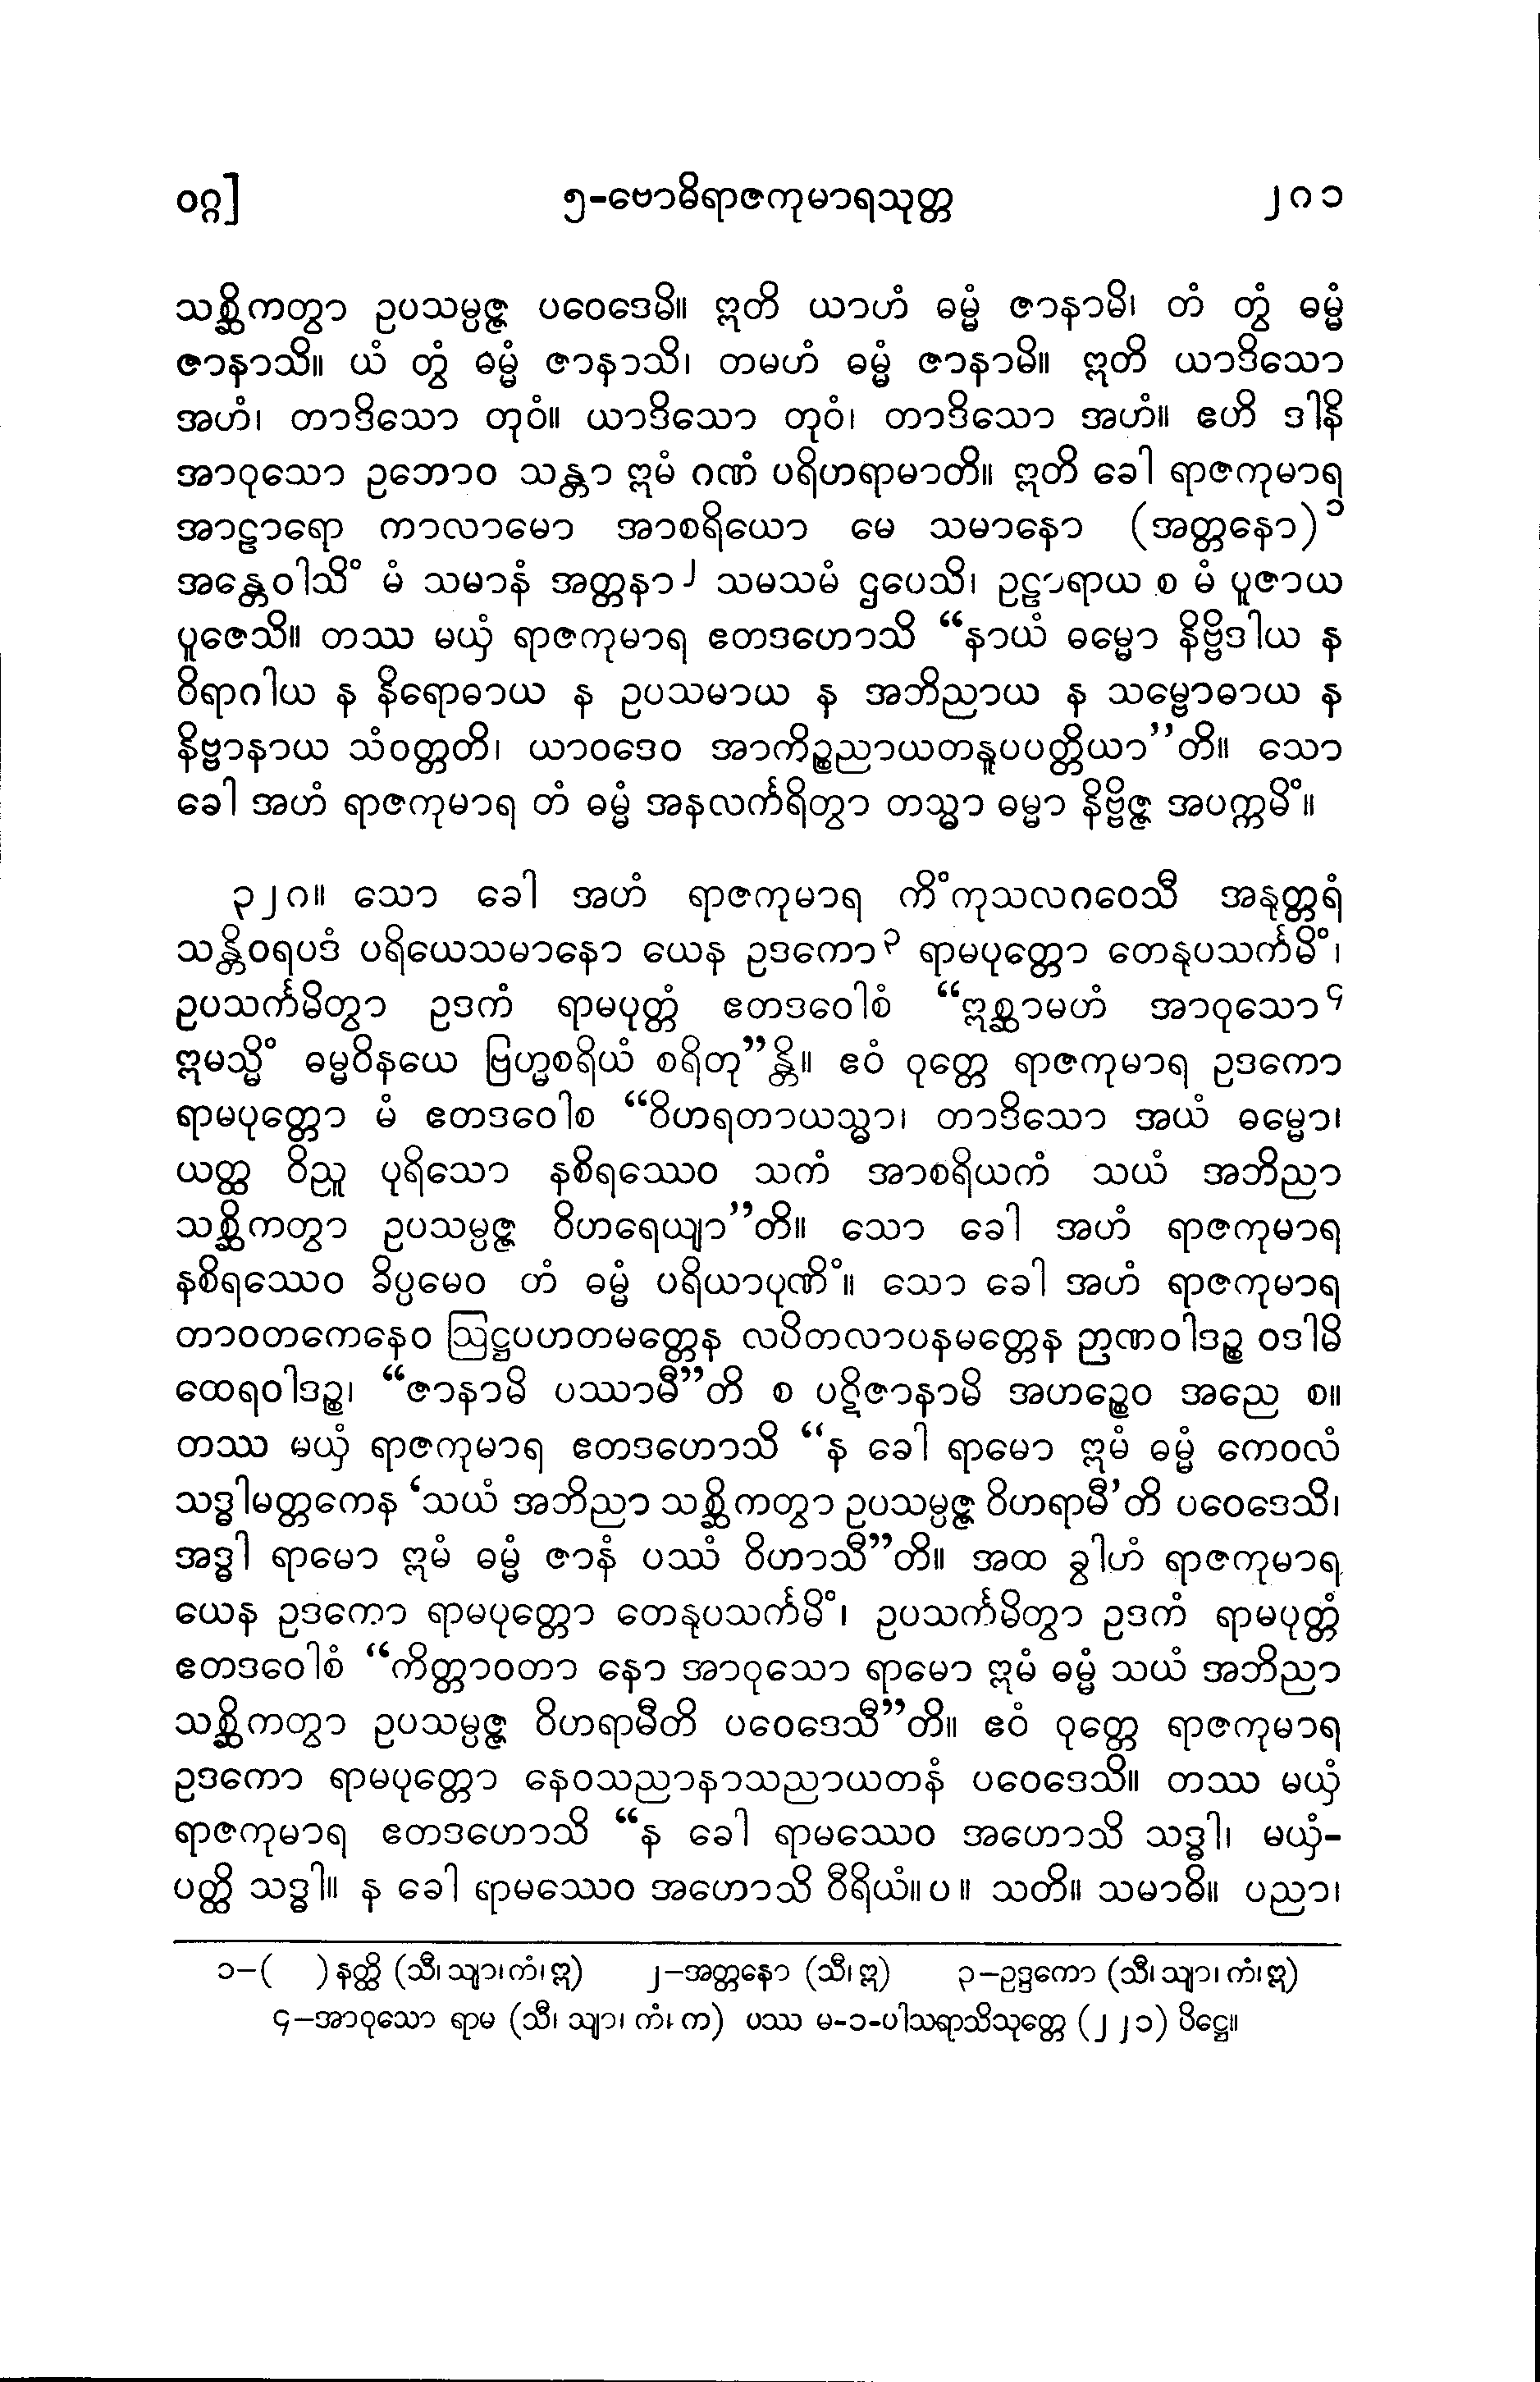 ဝဂ္ဂ] ၅-ဗောဓိရာဇကုမာရသုတ္တ ၂၈၁
သစ္ဆိကတွာ ဥပသမ္ပဇ္ဇ ပဝေဒေမိ။ ဣတိ ယာဟံ ဓမ္မံ ဇာနာမိ၊ တံ တွံ ဓမ္မံ
ဇာနာသိ။ ယံ တွံ ဓမ္မံ ဇာနာသိ၊ တမဟံ ဓမ္မံ ဇာနာမိ။ ဣတိ ယာဒိသော
အဟံ၊ တာဒိသော တုဝံ။ ယာဒိသော တုဝံ၊ တာဒိသော အဟံ။ ဧဟိ ဒါနိ
အာဝုသော ဥဘောဝ သန္တာ ဣမံ ဂဏံ ပရိဟရာမာတိ။ ဣတိ ခေါ ရာဇကုမာရ
အာဠာရော ကာလာမော အာစရိယော မေ သမာနော (အတ္တနော)၁
အန္တေဝါသိံ မံ သမာနံ အတ္တနာ၂ သမသမံ ဌပေသိ၊ ဥဠာရာယ စ မံ ပူဇာယ
ပူဇေသိ။ တဿ မယှံ ရာဇကုမာရ ဧတဒဟောသိ “နာယံ ဓမ္မော နိဗ္ဗိဒါယ န
ဝိရာဂါယ န နိရောဓာယ န ဥပသမာယ န အဘိညာယ န သမ္ဗောဓာယ န
နိဗ္ဗာနာယ သံဝတ္တတိ၊ ယာဝဒေဝ အာကိဉ္စညာယတနူပပတ္တိယာ”တိ။ သော
ခေါ အဟံ ရာဇကုမာရ တံ ဓမ္မံ အနလင်္ကရိတွာ တသ္မာ ဓမ္မာ နိဗ္ဗိဇ္ဇ အပက္ကမိံ။
၃၂၈။ သော ခေါ အဟံ ရာဇကုမာရ ကိံကုသလဂဝေသီ အနုတ္တရံ
သန္တိဝရပဒံ ပရိယေသမာနော ယေန ဥဒကော၃ ရာမပုတ္တော တေနုပသင်္ကမိံ၊
ဥပသင်္ကမိတွာ ဥဒကံ ရာမပုတ္တံ ဧတဒဝေါစံ “ဣစ္ဆာမဟံ အာဝုသော၄
ဣမသ္မိံ ဓမ္မဝိနယေ ဗြဟ္မစရိယံ စရိတု”န္တိ။ ဧဝံ ဝုတ္တေ ရာဇကုမာရ ဥဒကော
ရာမပုတ္တော မံ ဧတဒဝေါစ “ဝိဟရတာယသ္မာ၊ တာဒိသော အယံ ဓမ္မော၊
ယတ္ထ ဝိညူ ပုရိသော နစိရဿေဝ သကံ အာစရိယကံ သယံ အဘိညာ
သစ္ဆိကတွာ ဥပသမ္ပဇ္ဇ ဝိဟရေယျာ”တိ။ သော ခေါ အဟံ ရာဇကုမာရ
နစိရဿေဝ ခိပ္ပမေဝ တံ ဓမ္မံ ပရိယာပုဏိံ။ သော ခေါ အဟံ ရာဇကုမာရ
တာဝတကေနေဝ ဩဋ္ဌပဟတမတ္တေန လပိတလာပနမတ္တေန ဉာဏဝါဒဉ္စ ဝဒါမိ
ထေရဝါဒဉ္စ၊ “ဇာနာမိ ပဿာမီ”တိ စ ပဋိဇာနာမိ အဟဉ္စေဝ အညေ စ။
တဿ မယှံ ရာဇကုမာရ ဧတဒဟောသိ “န ခေါ ရာမော ဣမံ ဓမ္မံ ကေဝလံ
သဒ္ဓါမတ္တကေန ‘သယံ အဘိညာ သစ္ဆိကတွာ ဥပသမ္ပဇ္ဇ ဝိဟရာမီ’တိ ပဝေဒေသိ၊
အဒ္ဓါ ရာမော ဣမံ ဓမ္မံ ဇာနံ ပဿံ ဝိဟာသီ”တိ။ အထ ခွါဟံ ရာဇကုမာရ
ယေန ဥဒကော ရာမပုတ္တော တေနုပသင်္ကမိံ၊ ဥပသင်္ကမိတွာ ဥဒကံ ရာမပုတ္တံ
ဧတဒဝေါစံ “ကိတ္တာဝတာ နော အာဝုသော ရာမော ဣမံ ဓမ္မံ သယံ အဘိညာ
သစ္ဆိကတွာ ဥပသမ္ပဇ္ဇ ဝိဟရာမီတိ ပဝေဒေသီ”တိ။ ဧဝံ ဝုတ္တေ ရာဇကုမာရ
ဥဒကော ရာမပုတ္တော နေဝသညာနာသညာယတနံ ပဝေဒေသိ။ တဿ မယှံ
ရာဇကုမာရ ဧတဒဟောသိ “န ခေါ ရာမဿေဝ အဟောသိ သဒ္ဓါ၊ မယှံ-
ပတ္ထိ သဒ္ဓါ။ န ခေါ ရာမဿေဝ အဟောသိ ဝီရိယံ။ပ။ သတိ။ သမာဓိ။ ပညာ၊
၁-( ) နတ္ထိ (သီ၊သျာ၊ကံ၊ဣ) ၂-အတ္တနော (သီ၊ဣ) ၃-ဥဒ္ဒကော (သီ၊သျာ၊ကံ၊ဣ)
၄-အာဝုသော ရာမ (သီ၊ သျာ၊ ကံ၊ က) ပဿ မ-၁-ပါသရာသိသုတ္တေ (၂၂၁) ပိဋ္ဌေ။